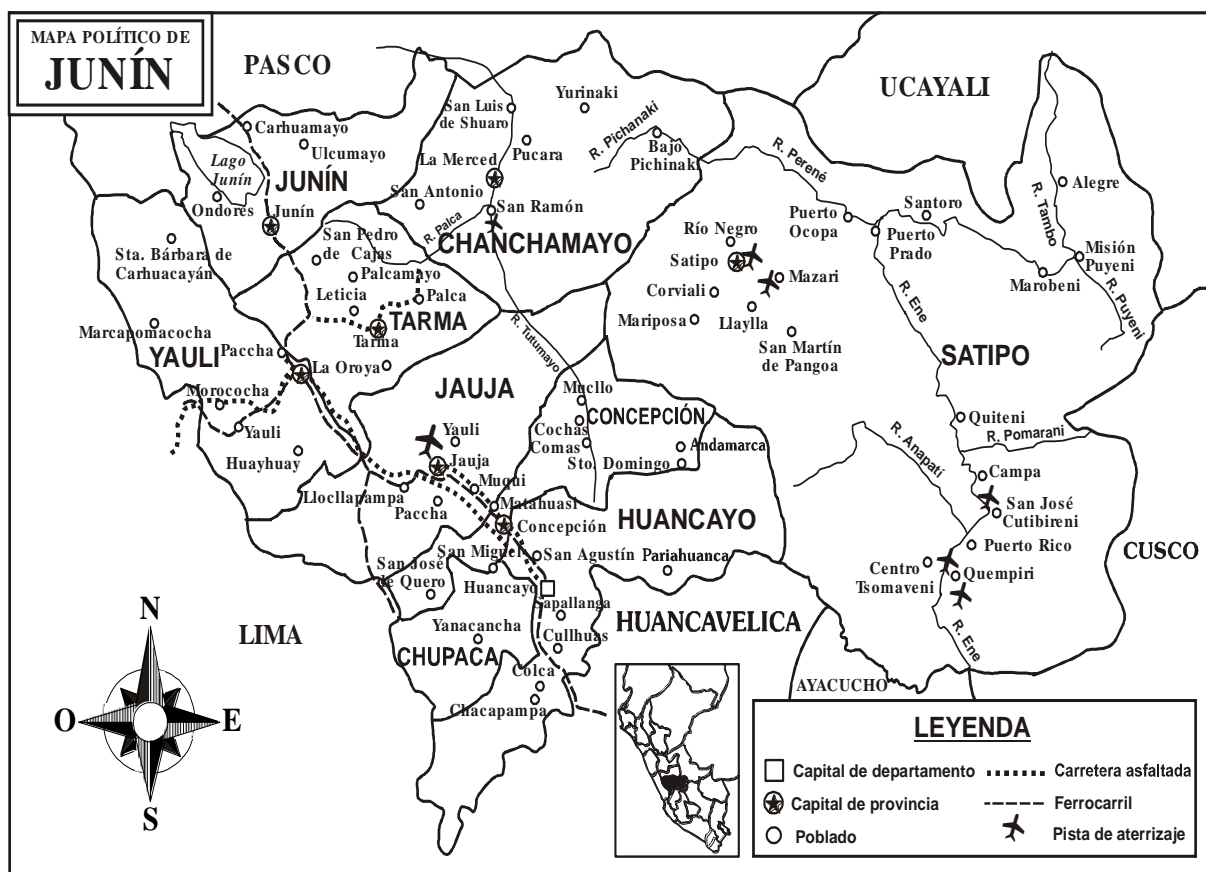 MAPA POLÍTICO DE
JUNÍN
PASCO
UCAYALI
San Luis
de Shuaro
Yurinaki
Carhuamayo
Ulcumayo
Pucara
R. Pichanaki
Bajo
Pichinaki
R. Perené
Lago
Junín
JUNÍN
La Merced
San Antonio
Alegre
Ondores
Junín
San Ramón
R. Palca
CHANCHAMAYO
Puerto
Ocopa
Santoro
R. Tambo
Sta. Bárbara de
Carhuacayán
San Pedro
de Cajas
Palcamayo
Río Negro
Satipo
Puerto
Prado
Misión
Puyeni
Mazari
Marobeni
Leticia
Palca
Corviali
R. Ene
R. Puyeni
Marcapomacocha
TARMA
Tarma
Mariposa
Llaylla
San Martín
de Pangoa
YAULI
Paccha
R. Tutumayo
SATIPO
La Oroya
JAUJA
Morococha
Mucllo
CONCEPCIÓN
Yauli
Yauli
Cochas
Comas
Quiteni
Andamarca
R. Anapatí
R. Pomarani
Huayhuay
Jauja
Sto. Domingo
Campa
Llocllapampa
Muqui
Paccha
Matahuasi
San José
Cutibireni
Concepción
HUANCAYO
San Miguel
San Agustín
Pariahuanca
Puerto Rico
CUSCO
San José
de Quero
Huancayo
Centro
Tsomaveni
Quempiri
Sapallanga
LIMA
HUANCAVELICA
Yanacancha
Cullhuas
R. Ene
CHUPACA
Colca
AYACUCHO
Chacapampa
N
O
E
S
LEYENDA
Capital de departamento
Carretera asfaltada
Capital de provincia
Ferrocarril
Poblado
Pista de aterrizaje